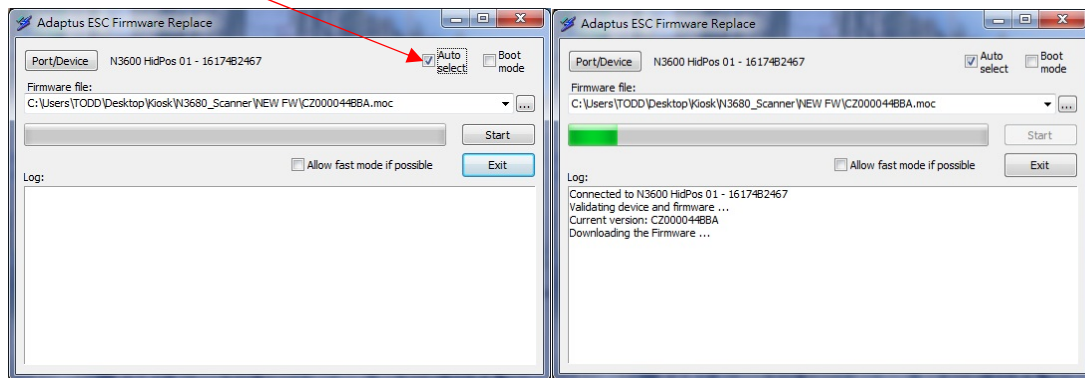 Adaptus ESC Firmware Replace
Port/Device N3600 HidPos 01 - 16174B2467 Auto select Boot mode
Firmware file:
C:\Users\TODD\Desktop\Kiosk\N3680_Scanner\NEW FW\CZ000044BBA.moc ...
Start
Allow fast mode if possible Exit
Log:
Adaptus ESC Firmware Replace
Port/Device N3600 HidPos 01 - 16174B2467 Auto select Boot mode
Firmware file:
C:\Users\TODD\Desktop\Kiosk\N3680_Scanner\NEW FW\CZ000044BBA.moc ...
Start
Allow fast mode if possible Exit
Log:
Connected to N3600 HidPos 01 - 16174B2467
Validating device and firmware ...
Current version: CZ000044BBA
Downloading the Firmware ...